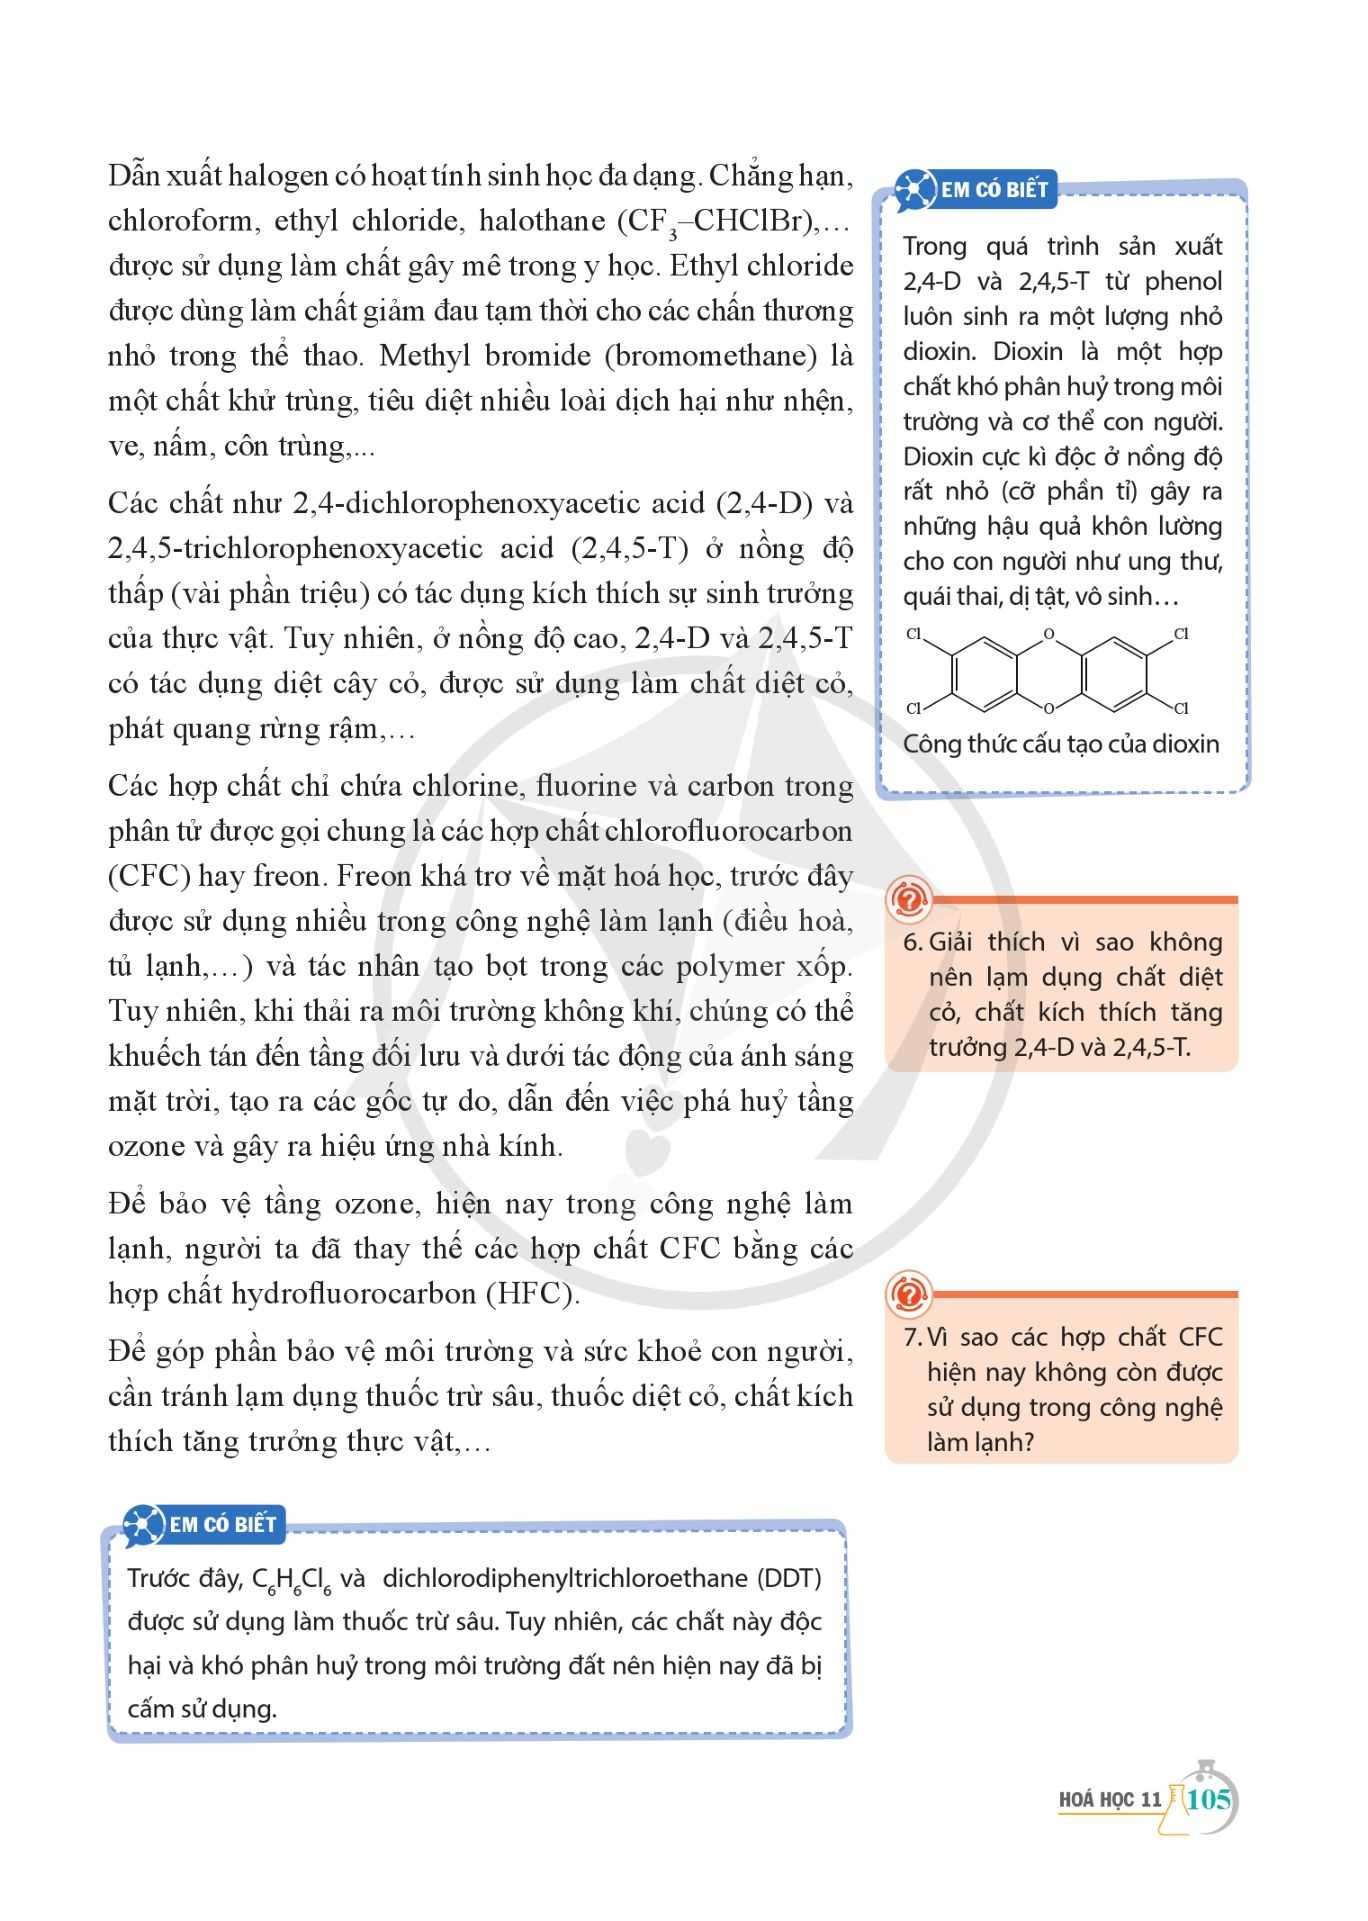 Dẫn xuất halogen có hoạt tính sinh học đa dạng. Chẳng hạn,
chloroform, ethyl chloride, halothane (CF₃–CHClBr),…
được sử dụng làm chất gây mê trong y học. Ethyl chloride
được dùng làm chất giảm đau tạm thời cho các chấn thương
nhỏ trong thể thao. Methyl bromide (bromomethane) là
một chất khử trùng, tiêu diệt nhiều loài dịch hại như nhện,
ve, nấm, côn trùng,...
Các chất như 2,4-dichlorophenoxyacetic acid (2,4-D) và
2,4,5-trichlorophenoxyacetic acid (2,4,5-T) ở nồng độ
thấp (vài phần triệu) có tác dụng kích thích sự sinh trưởng
của thực vật. Tuy nhiên, ở nồng độ cao, 2,4-D và 2,4,5-T
có tác dụng diệt cây cỏ, được sử dụng làm chất diệt cỏ,
phát quang rừng rậm,…
Các hợp chất chỉ chứa chlorine, fluorine và carbon trong
phân tử được gọi chung là các hợp chất chlorofluorocarbon
(CFC) hay freon. Freon khá trơ về mặt hoá học, trước đây
được sử dụng nhiều trong công nghệ làm lạnh (điều hoà,
tủ lạnh,…) và tác nhân tạo bọt trong các polymer xốp.
Tuy nhiên, khi thải ra môi trường không khí, chúng có thể
khuếch tán đến tầng đối lưu và dưới tác động của ánh sáng
mặt trời, tạo ra các gốc tự do, dẫn đến việc phá huỷ tầng
ozone và gây ra hiệu ứng nhà kính.
Để bảo vệ tầng ozone, hiện nay trong công nghệ làm
lạnh, người ta đã thay thế các hợp chất CFC bằng các
hợp chất hydrofluorocarbon (HFC).
Để góp phần bảo vệ môi trường và sức khoẻ con người,
cần tránh lạm dụng thuốc trừ sâu, thuốc diệt cỏ, chất kích
thích tăng trưởng thực vật,…
EM CÓ BIẾT
Trước đây, C₆H₆Cl₆ và dichlorodiphenyltrichloroethane (DDT)
được sử dụng làm thuốc trừ sâu. Tuy nhiên, các chất này độc
hại và khó phân huỷ trong môi trường đất nên hiện nay đã bị
cấm sử dụng.
EM CÓ BIẾT
Trong quá trình sản xuất
2,4-D và 2,4,5-T từ phenol
luôn sinh ra một lượng nhỏ
dioxin. Dioxin là một hợp
chất khó phân huỷ trong môi
trường và cơ thể con người.
Dioxin cực kì độc ở nồng độ
rất nhỏ (cỡ phần tỉ) gây ra
những hậu quả khôn lường
cho con người như ung thư,
quái thai, dị tật, vô sinh…
Cl O Cl
Cl O Cl
Công thức cấu tạo của dioxin
?
6. Giải thích vì sao không
nên lạm dụng chất diệt
cỏ, chất kích thích tăng
trưởng 2,4-D và 2,4,5-T.
?
7. Vì sao các hợp chất CFC
hiện nay không còn được
sử dụng trong công nghệ
làm lạnh?
HOÁ HỌC 11 105